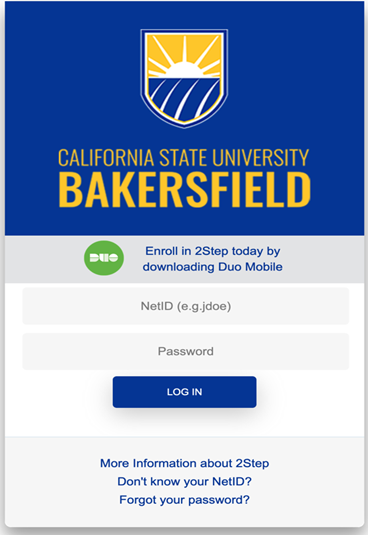 CALIFORNIA STATE UNIVERSITY
BAKERSFIELD
DUO
Enroll in 2Step today by
downloading Duo Mobile
NetID (e.g.jdoe)
Password
LOG IN
More Information about 2Step
Don't know your NetID?
Forgot your password?